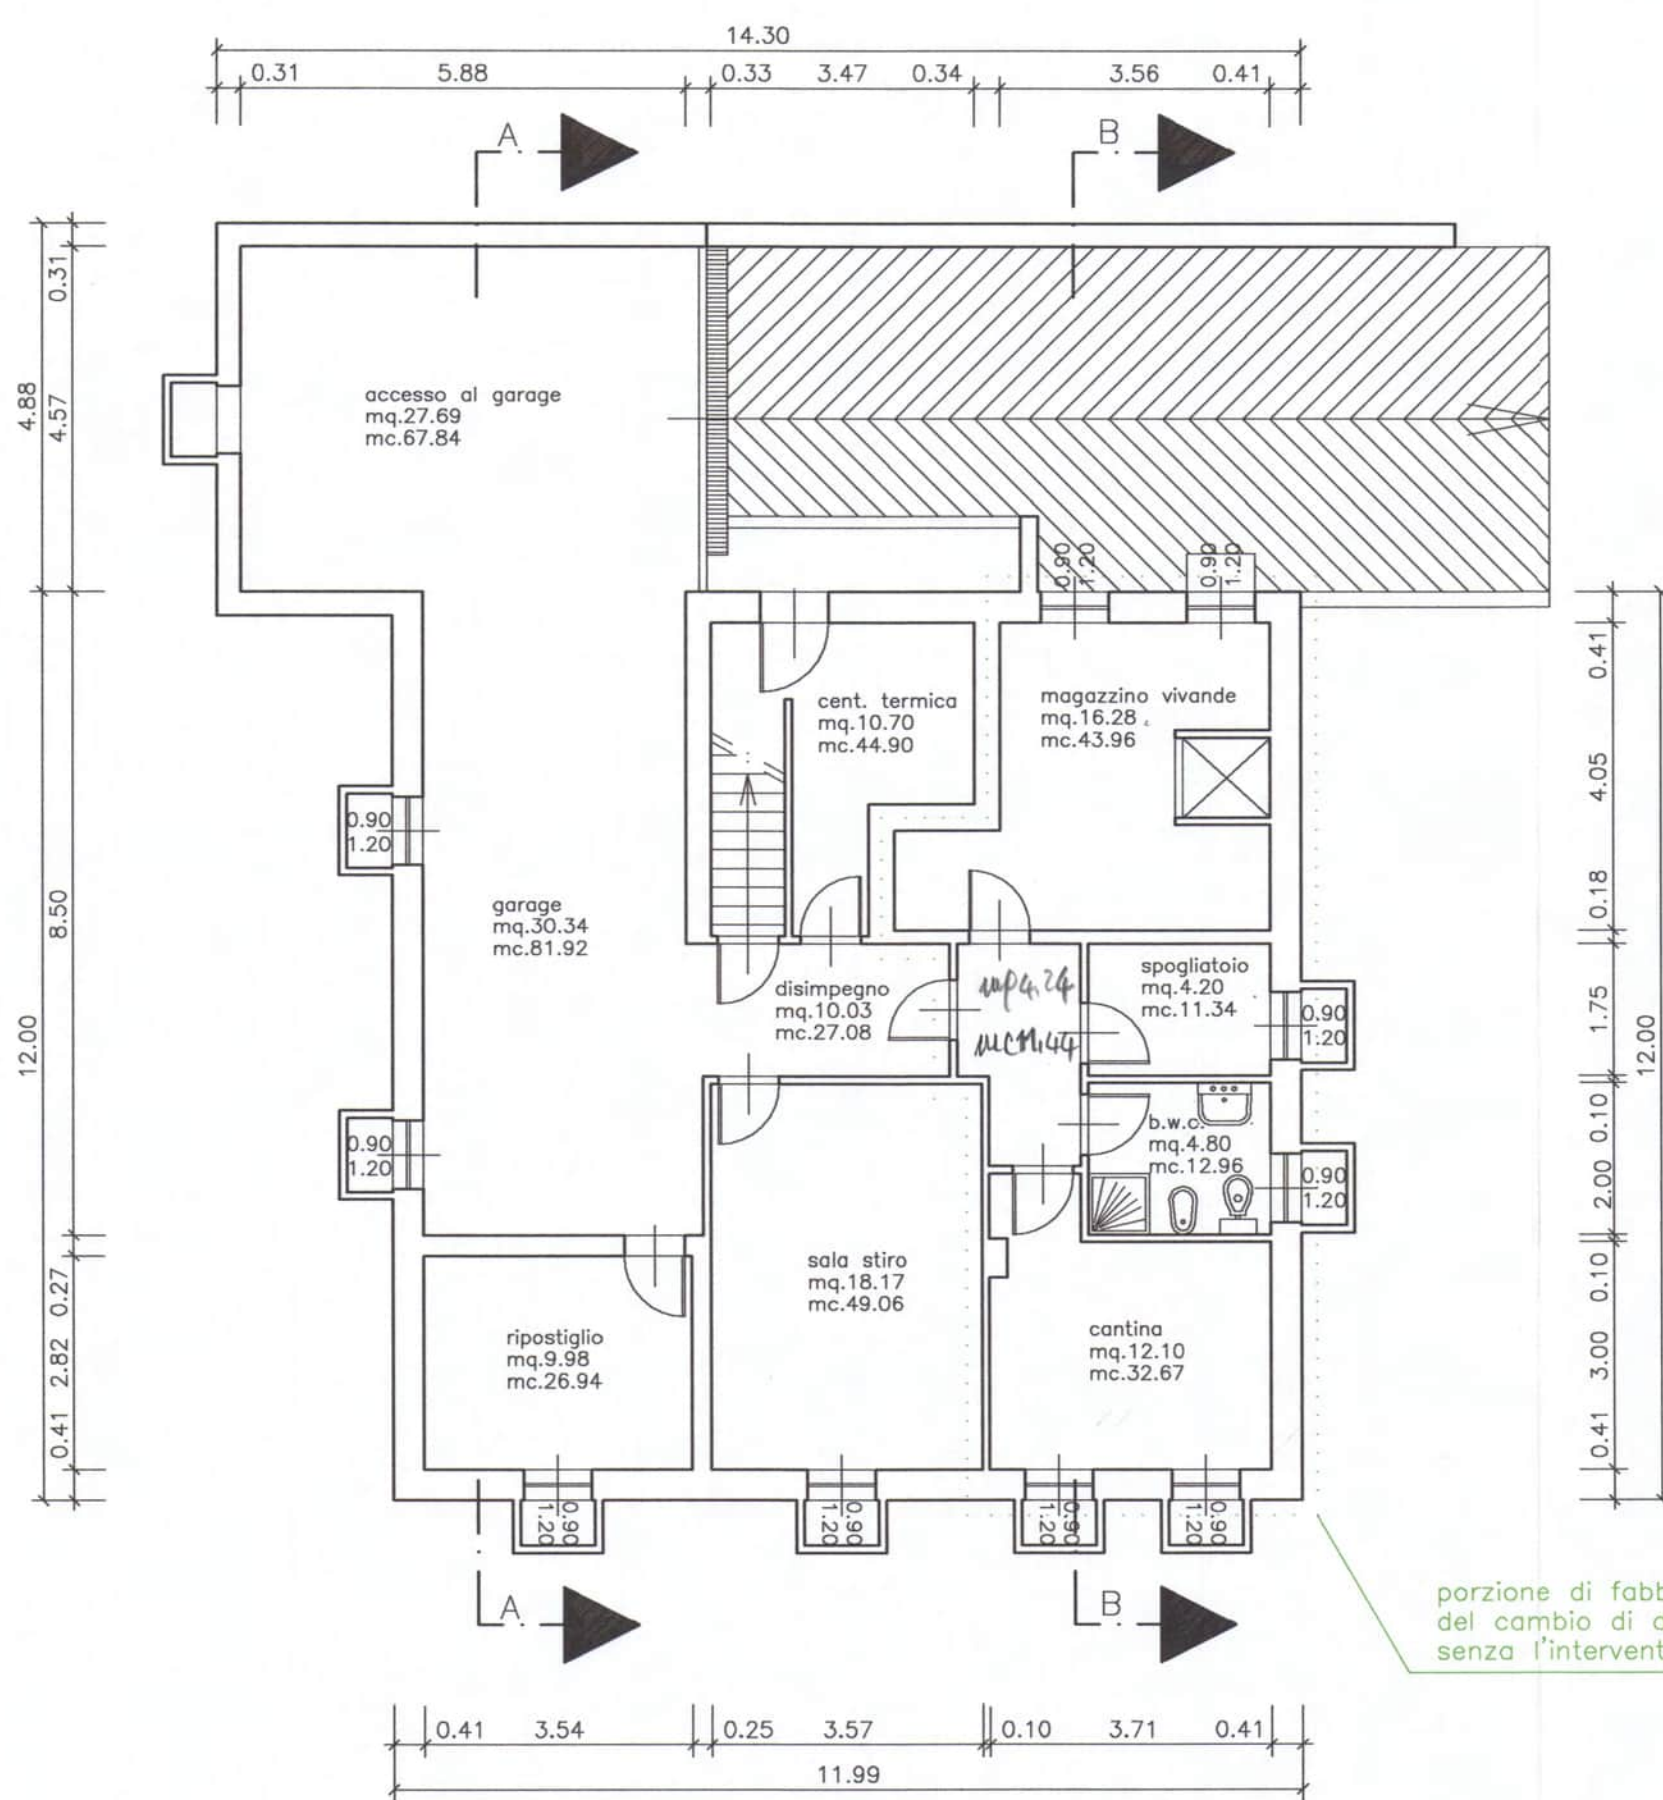 14.30
0.31 5.88 0.33 3.47 0.34 3.56 0.41
A B
0.31
4.88
4.57
accesso al garage
mq.27.69
mc.67.84
0.90
1.20
0.90
1.20
0.41
cent. termica
mq.10.70
mc.44.90
magazzino vivande
mq.16.28
mc.43.96
4.05
0.90
1.20
0.18
8.50
garage
mq.30.34
mc.81.92
disimpegno
mq.10.03
mc.27.08
mq4.24
mc11.44
spogliatoio
mq.4.20
mc.11.34
0.90
1.20
1.75
12.00
12.00
0.10
0.90
1.20
b.w.c.
mq.4.80
mc.12.96
0.90
1.20
2.00
0.10
0.27
sala stiro
mq.18.17
mc.49.06
ripostiglio
mq.9.98
mc.26.94
cantina
mq.12.10
mc.32.67
2.82
3.00
0.41
0.41
0.90
1.20
0.90
1.20
0.90
1.20
0.90
1.20
A B
porzione di fabb
del cambio di d
senza l'intervent
0.41 3.54 0.25 3.57 0.10 3.71 0.41
11.99